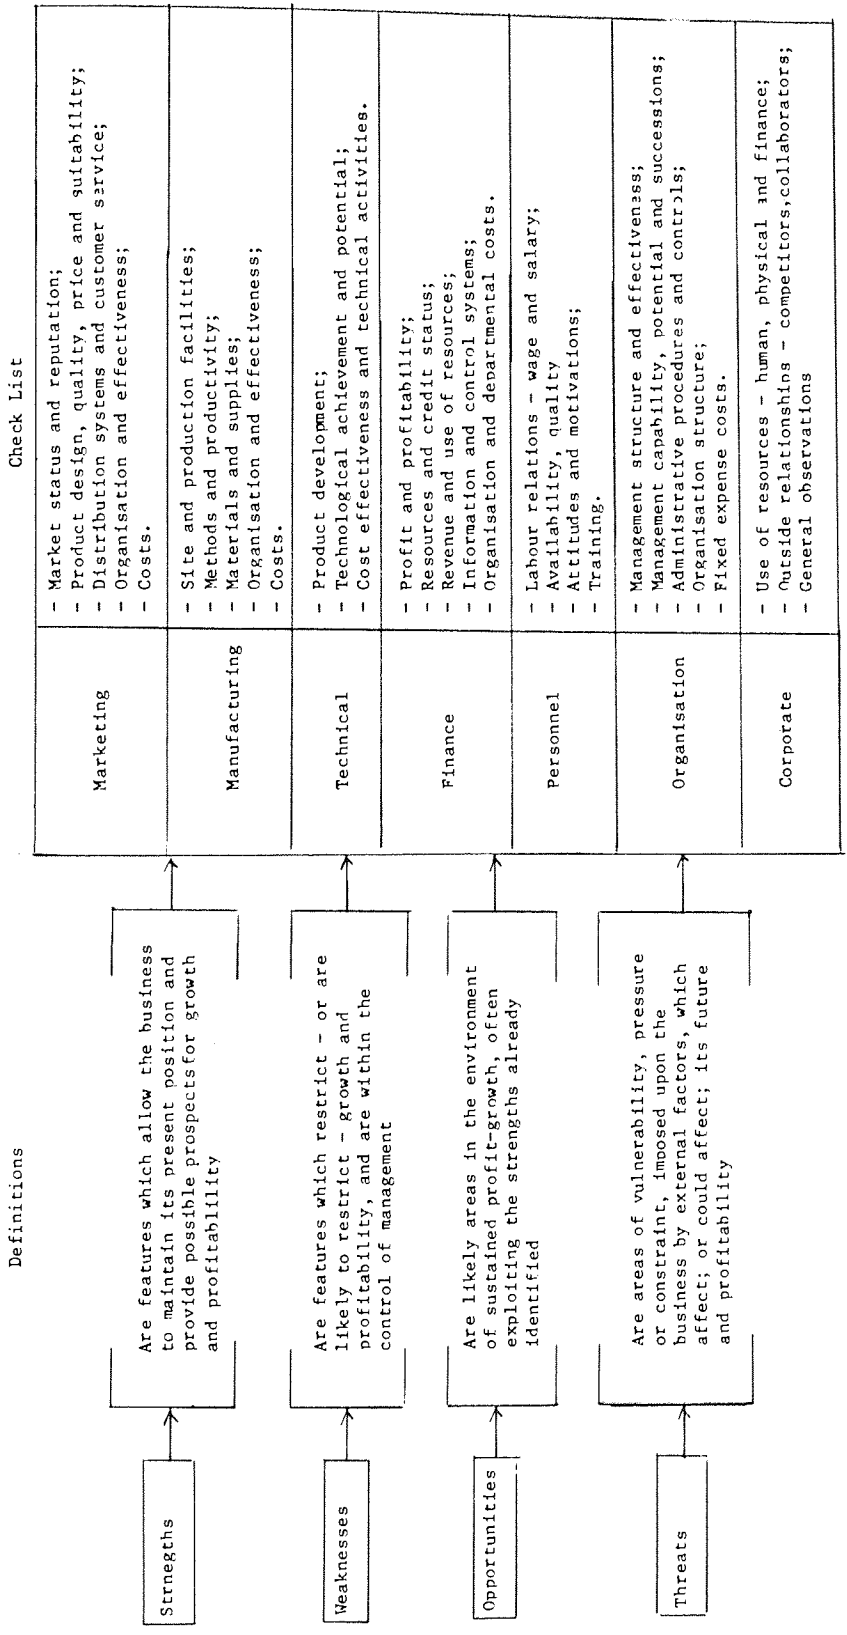 Definitions
Check List
Strnegths
Are features which allow the business
to maintain its present position and
provide possible prospects for growth
and profitablility
Weaknesses
Are features which restrict - or are
likely to restrict - growth and
profitability, and are within the
control of management
Opportunities
Are likely areas in the environment
of sustained profit-growth, often
exploiting the strengths already
identified
Threats
Are areas of vulnerability, pressure
or constraint, imposed upon the
business by external factors, which
affect; or could affect; its future
and profitability
Marketing
- Market status and reputation;
- Product design, quality, price and suitability;
- Distribution systems and customer service;
- Organisation and effectiveness;
- Costs.
Manufacturing
- Site and production facilities;
- Methods and productivity;
- Materials and supplies;
- Organisation and effectiveness;
- Costs.
Technical
- Product development;
- Technological achievement and potential;
- Cost effectiveness and technical activities.
Finance
- Profit and profitability;
- Resources and credit status;
- Revenue and use of resources;
- Information and control systems;
- Organisation and departmental costs.
Personnel
- Labour relations - wage and salary;
- Availability, quality
- Attitudes and motivations;
- Training.
Organisation
- Management structure and effectiveness;
- Management capability, potential and successions;
- Administrative procedures and controls;
- Organisation structure;
- Fixed expense costs.
Corporate
- Use of resources - human, physical and finance;
- Outside relationships - competitors,collaborators;
- General observations